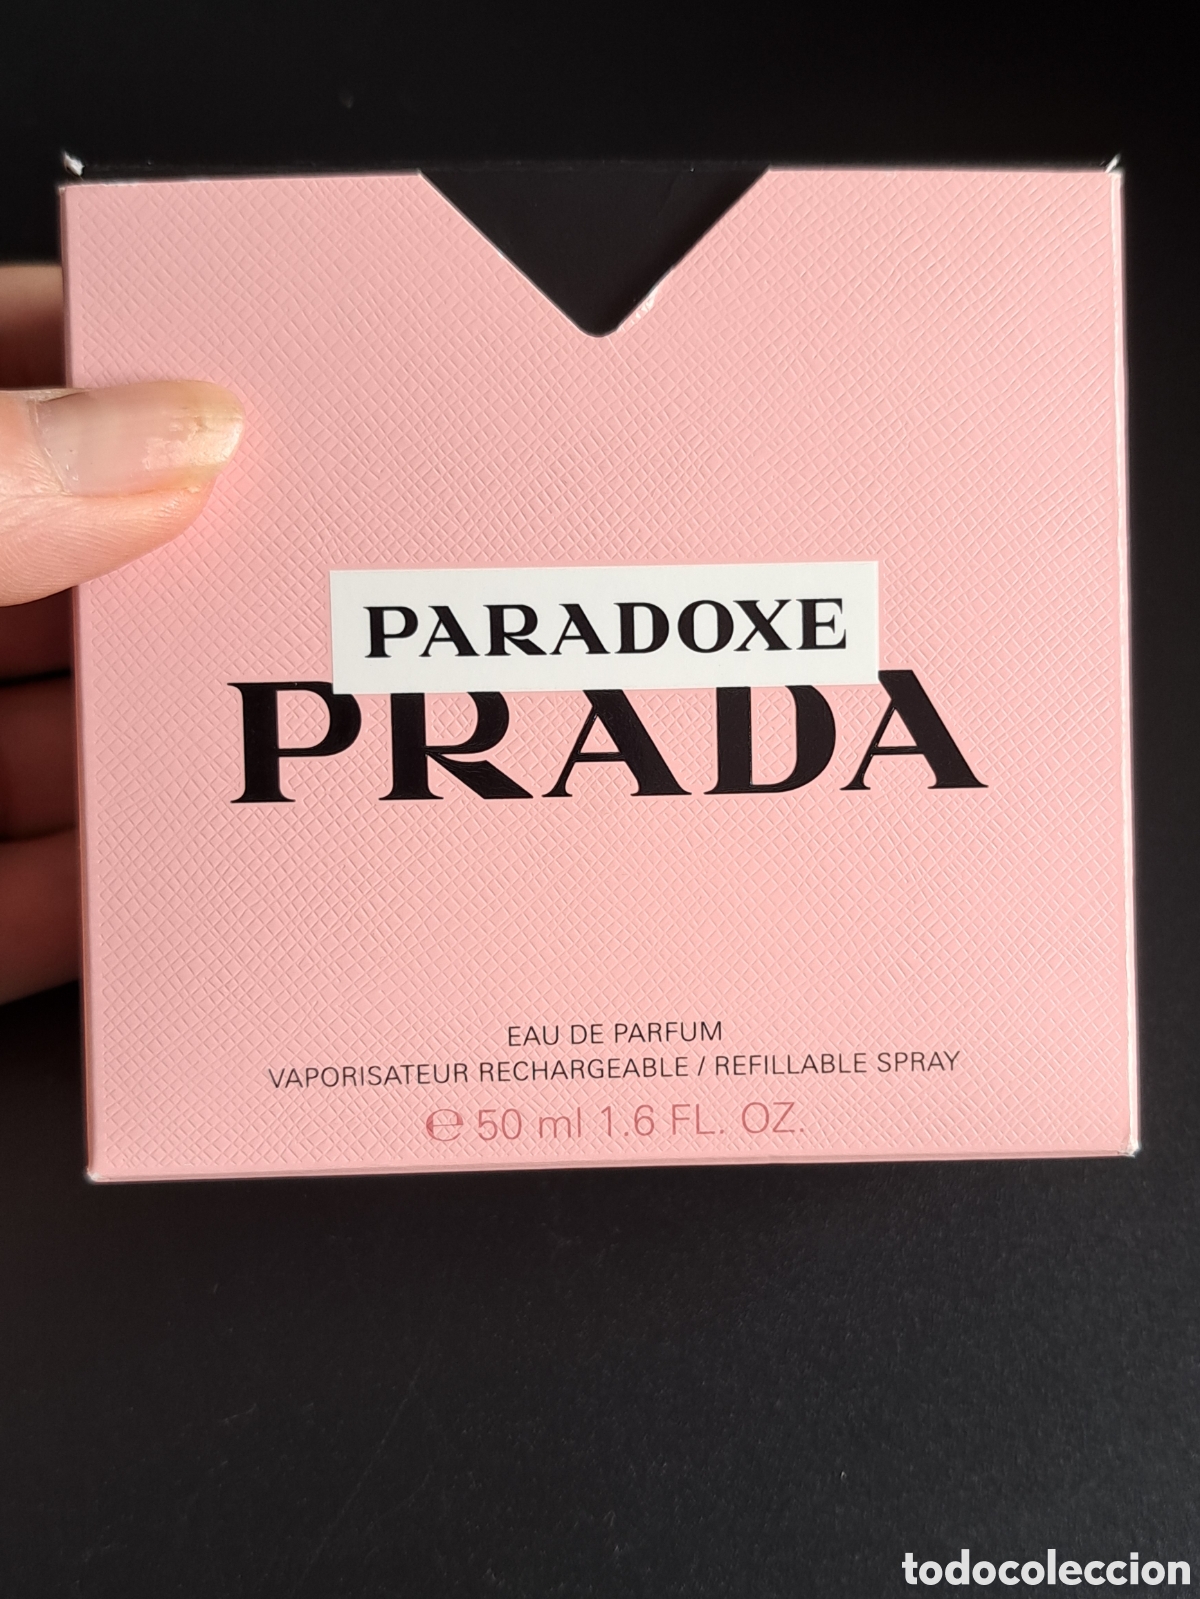 PARADOXE
PRADA
EAU DE PARFUM
VAPORISATEUR RECHARGEABLE / REFILLABLE SPRAY
℮ 50 ml 1.6 FL. OZ.
todocoleccion